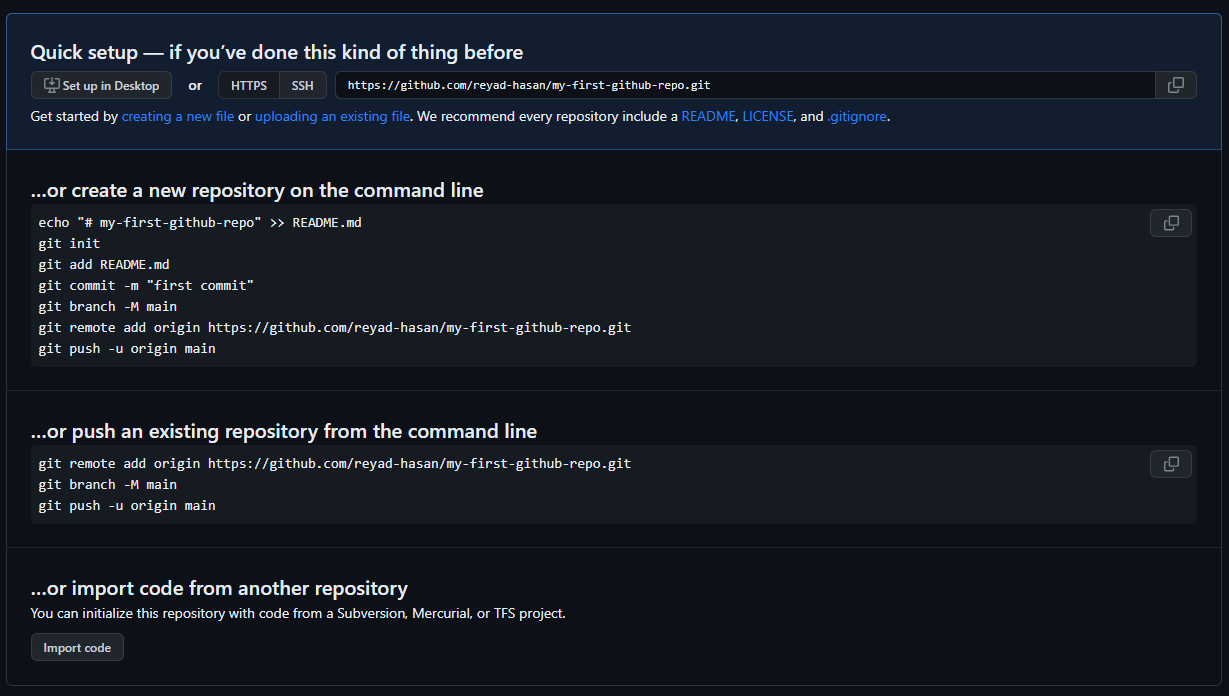 Quick setup — if you’ve done this kind of thing before
Set up in Desktop or HTTPS SSH https://github.com/reyad-hasan/my-first-github-repo.git
Get started by creating a new file or uploading an existing file. We recommend every repository include a README, LICENSE, and .gitignore.
…or create a new repository on the command line
echo "# my-first-github-repo" >> README.md
git init
git add README.md
git commit -m "first commit"
git branch -M main
git remote add origin https://github.com/reyad-hasan/my-first-github-repo.git
git push -u origin main
…or push an existing repository from the command line
git remote add origin https://github.com/reyad-hasan/my-first-github-repo.git
git branch -M main
git push -u origin main
…or import code from another repository
You can initialize this repository with code from a Subversion, Mercurial, or TFS project.
Import code